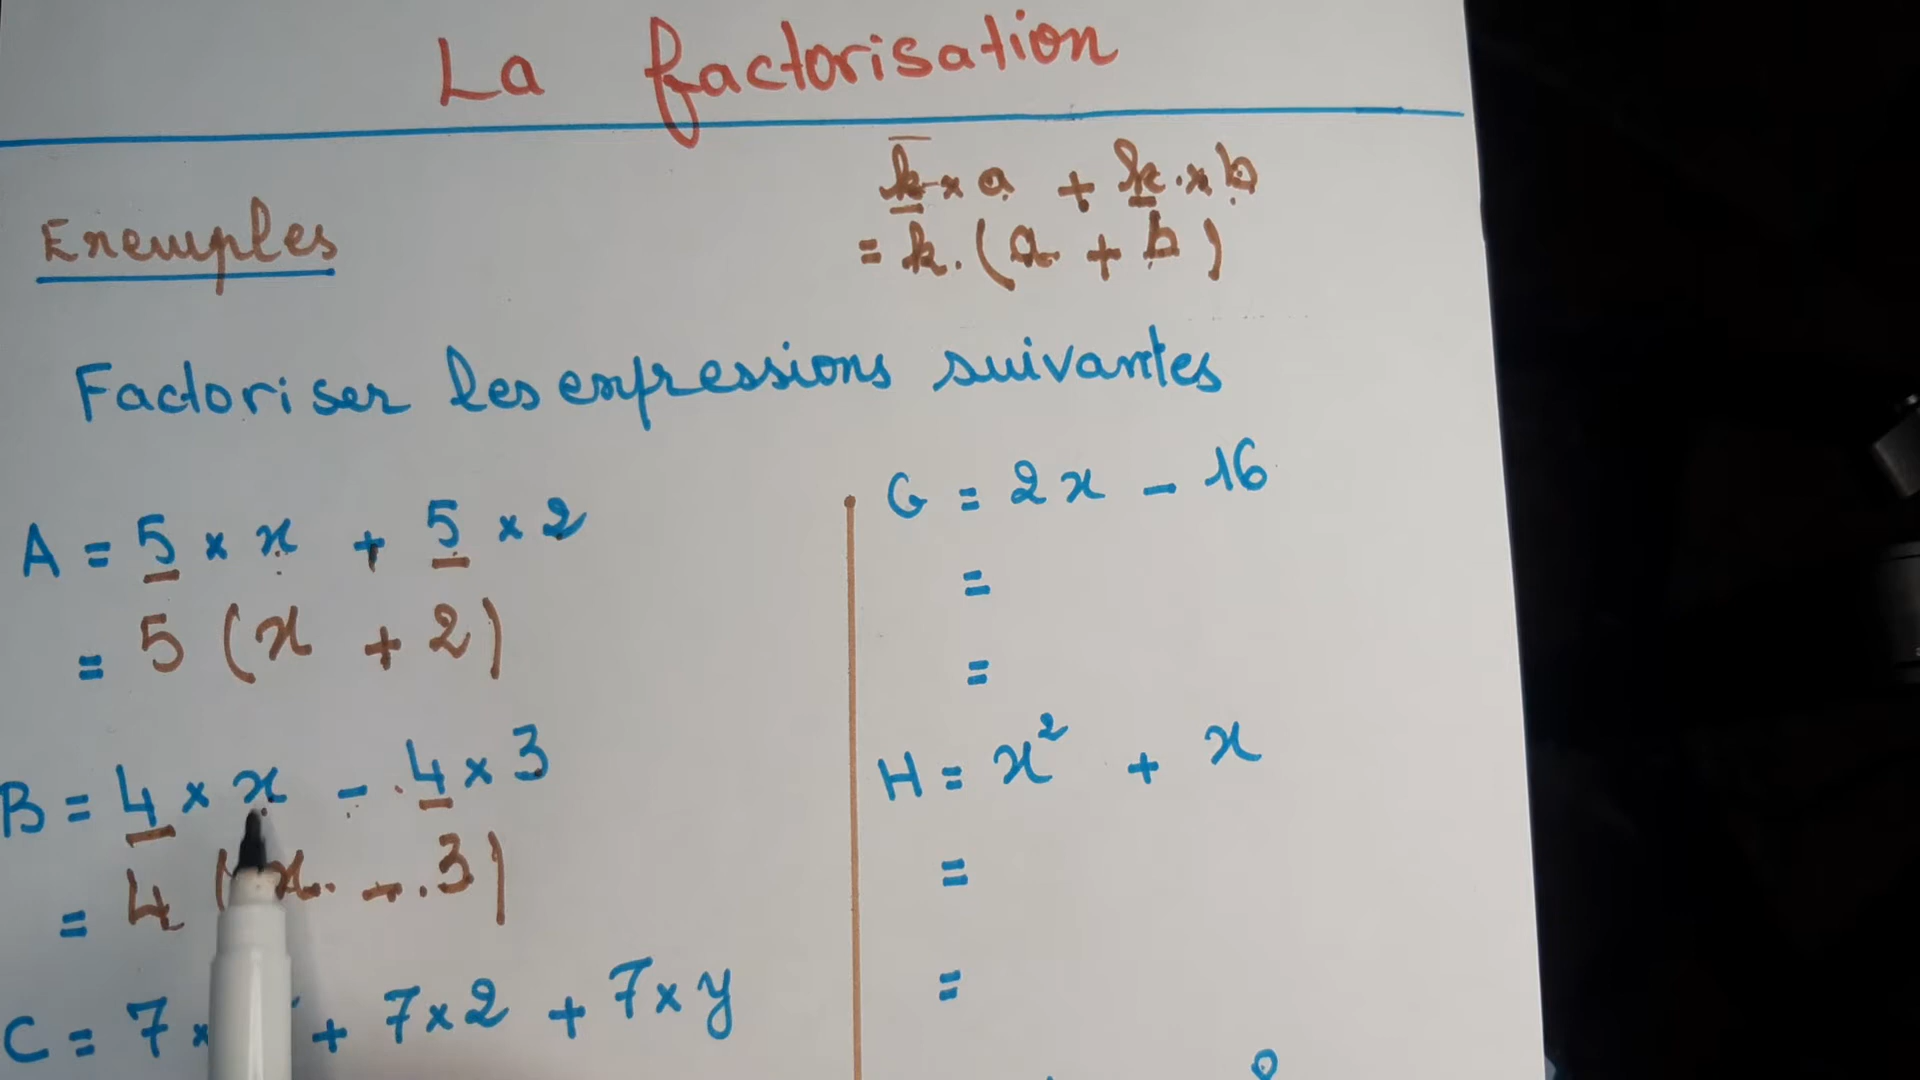 La factorisation
k × a + k . × b
= k . ( a + b )
Exemples
Factoriser les expressions suivantes
A = 5 × x + 5 × 2
= 5 ( x + 2 )
B = 4 × x - 4 × 3
= 4 ( x - 3 )
C = 7 × + 7 × 2 + 7 × y
G = 2x - 16
=
=
H = x² + x
=
=